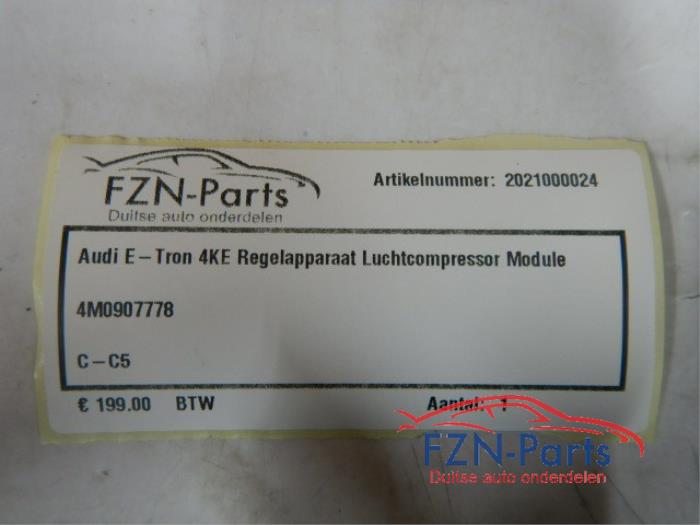 FZN-Parts
Duitse auto onderdelen
Artikelnummer: 2021000024
Audi E-Tron 4KE Regelapparaat Luchtcompressor Module
4M0907778
C-C5
€ 199.00 BTW
Aantal: 1
FZN-Parts
Duitse auto onderdelen